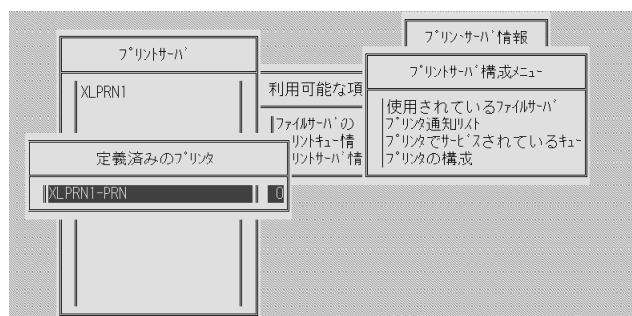 プリントサーバ
XLPRN1
定義済みのプリンタ
XLPRN1-PRN 0
利用可能な項
ファイルサーバの
リントキュー情
リントサーバ情
プリン
サーバ情報
プリントサーバ構成メニュー
使用されているファイルサーバ
プリンタ通知リスト
プリンタでサービスされているキュー
プリンタの構成